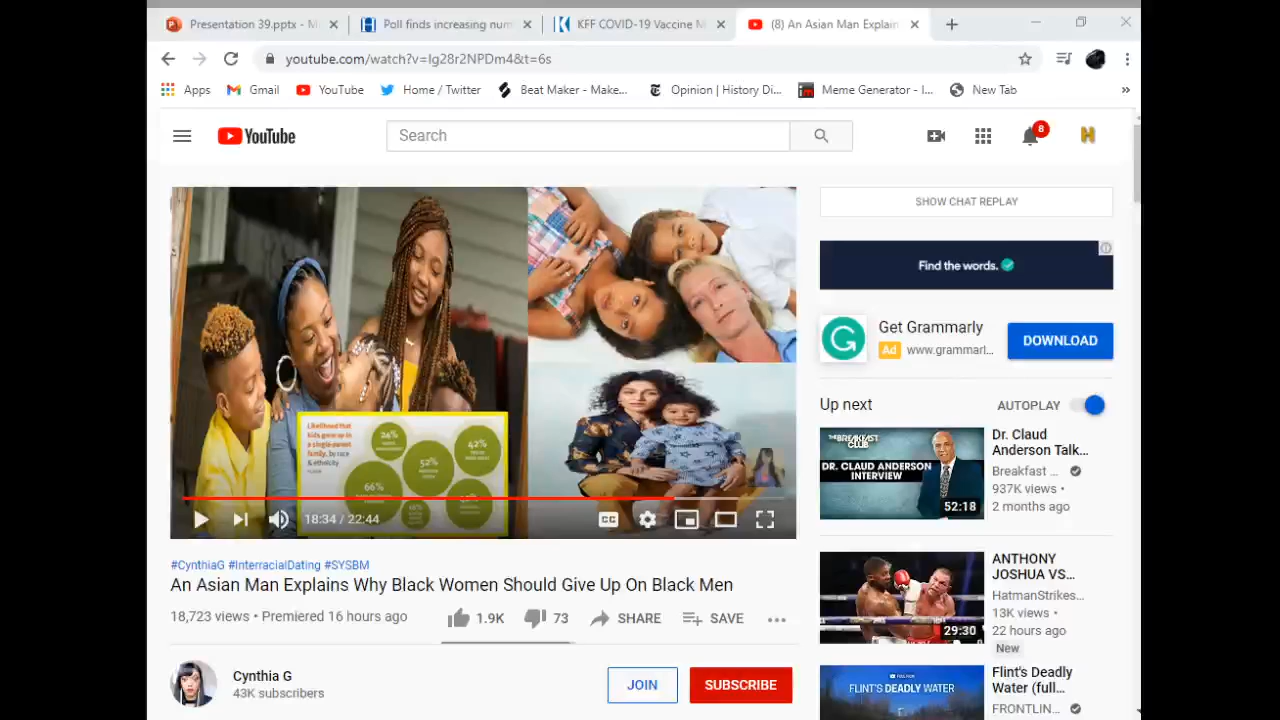 Presentation 39.pptx - M
Poll finds increasing num
KFF COVID-19 Vaccine M
(8) An Asian Man Explain
youtube.com/watch?v=Ig28r2NPDm4&t=6s
Apps
Gmail
YouTube
Home / Twitter
Beat Maker - Make...
Opinion | History Di...
Meme Generator - I...
New Tab
»
YouTube
Search
8
H
SHOW CHAT REPLAY
Find the words.
Get Grammarly
Ad www.grammarl...
DOWNLOAD
Up next
AUTOPLAY
Likelihood that
kids grow up in
a single-parent
family, by race
& ethnicity
24%
42%
52%
66%
18:34 / 22:44
CC
THE BREAKFAST
CLUB
DR. CLAUD ANDERSON
INTERVIEW
52:18
Dr. Claud
Anderson Talk...
Breakfast ...
937K views •
2 months ago
#CynthiaG #InterracialDating #SYSBM
An Asian Man Explains Why Black Women Should Give Up On Black Men
18,723 views • Premiered 16 hours ago
1.9K
73
SHARE
SAVE
Cynthia G
43K subscribers
JOIN
SUBSCRIBE
29:30
ANTHONY
JOSHUA VS...
HatmanStrikes...
13K views •
22 hours ago
New
FLINT'S DEADLY WATER
Flint's Deadly
Water (full...
FRONTLIN...